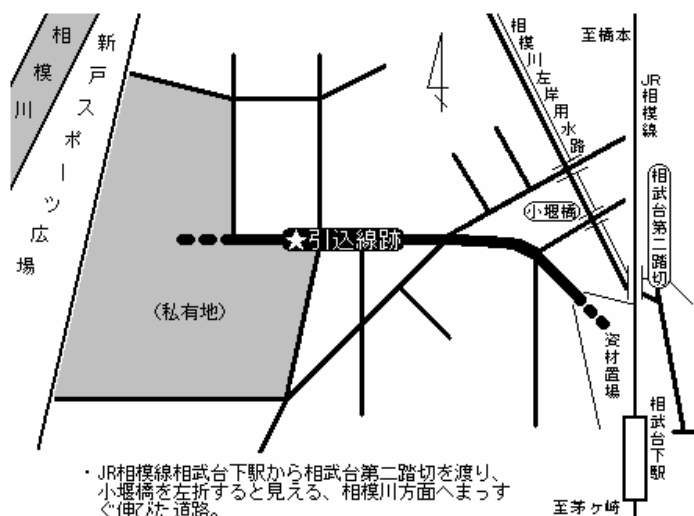 相模川
新戸スポーツ広場
相模川左岸用水路
至橋本
JR相模線
相武台第二踏切
小堰橋
★引込線跡
(私有地)
資材置場
相武台下駅
・JR相模線相武台下駅から相武台第二踏切を渡り、
小堰橋を左折すると見える、相模川方面へまっす
ぐ伸びた道路。
至茅ヶ崎